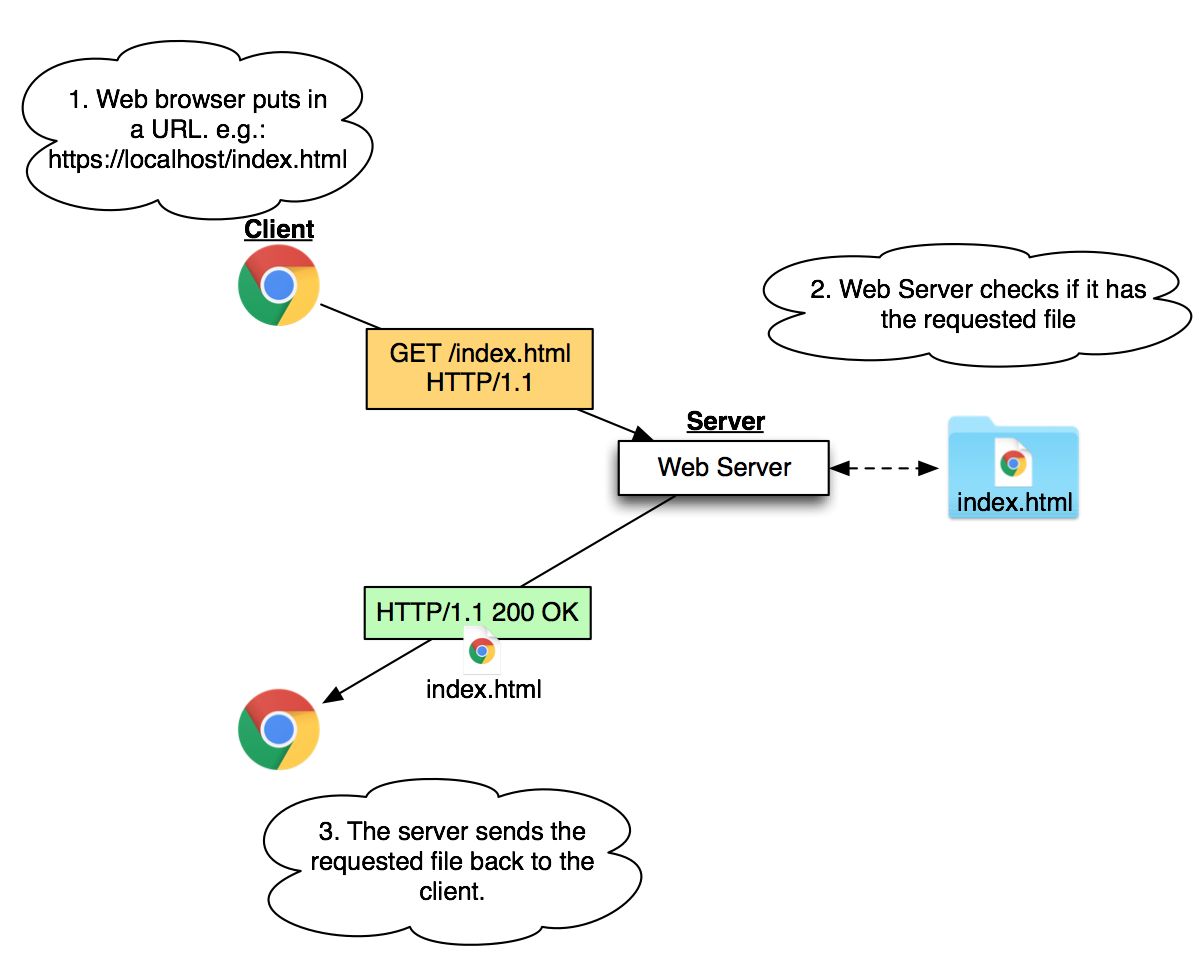 1. Web browser puts in
a URL. e.g.:
https://localhost/index.html
Client
GET /index.html
HTTP/1.1
2. Web Server checks if it has
the requested file
Server
Web Server
index.html
HTTP/1.1 200 OK
index.html
3. The server sends the
requested file back to the
client.